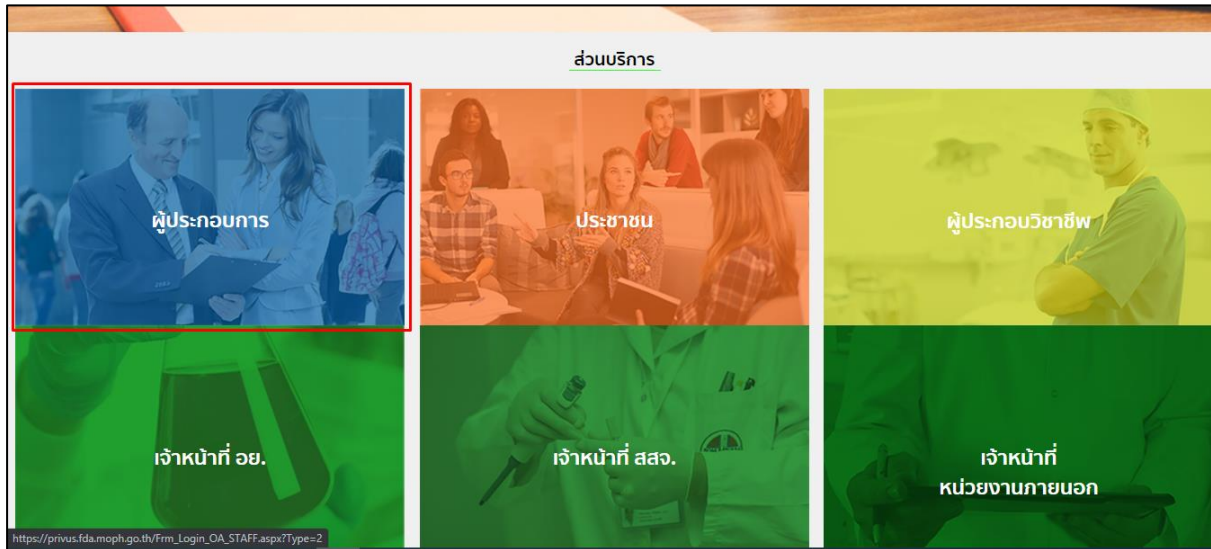 ส่วนบริการ
ผู้ประกอบการ
ประชาชน
ผู้ประกอบวิชาชีพ
เจ้าหน้าที่ อย.
เจ้าหน้าที่ สสจ.
เจ้าหน้าที่
หน่วยงานภายนอก
https://privus.fda.moph.go.th/Frm_Login_OA_STAFF.aspx?Type=2